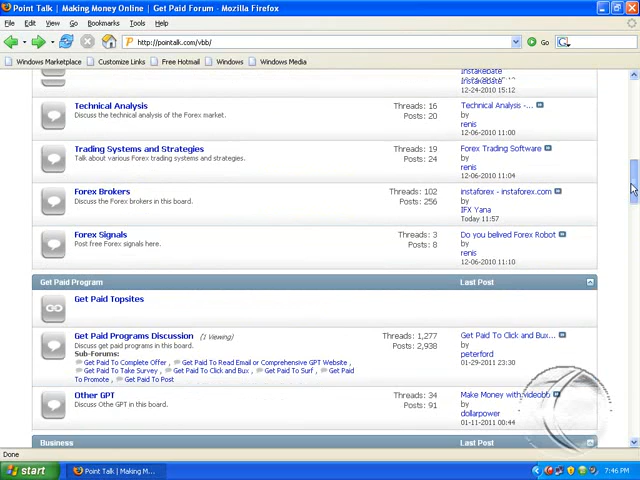 Point Talk | Making Money Online | Get Paid Forum - Mozilla Firefox
File Edit View Go Bookmarks Tools Help
http://pointalk.com/vbb/ Go
Windows Marketplace Customize Links Free Hotmail Windows Windows Media
Instakebate
12-24-2010 15:12
Technical Analysis
Discuss the technical analysis of the Forex market.
Threads: 16
Posts: 20
Technical Analysis -...
by
renis
12-06-2010 11:00
Trading Systems and Strategies
Talk about various Forex trading systems and strategies.
Threads: 19
Posts: 24
Forex Trading Software
by
renis
12-06-2010 11:04
Forex Brokers
Discuss the Forex brokers in this board.
Threads: 102
Posts: 256
instaforex - instaforex.com
by
IFX Yana
Today 11:57
Forex Signals
Post free Forex signals here.
Threads: 3
Posts: 8
Do you belived Forex Robot
by
renis
12-06-2010 11:10
Get Paid Program Last Post
Get Paid Topsites
Get Paid Programs Discussion (1 Viewing)
Discuss get paid programs in this board.
Sub-Forums:
Get Paid To Complete Offer , Get Paid To Read Email or Comprehensive GPT Website ,
Get Paid To Take Survey , Get Paid To Click and Bux , Get Paid To Surf , Get Paid
To Promote , Get Paid To Post
Threads: 1,277
Posts: 2,938
Get Paid To Click and Bux...
by
peterford
01-29-2011 23:30
Other GPT
Discuss Othe GPT in this board.
Threads: 34
Posts: 91
Make Money with videobb
by
dollarpower
01-11-2011 00:44
Business Last Post
Done
start Point Talk | Making M... 7:46 PM